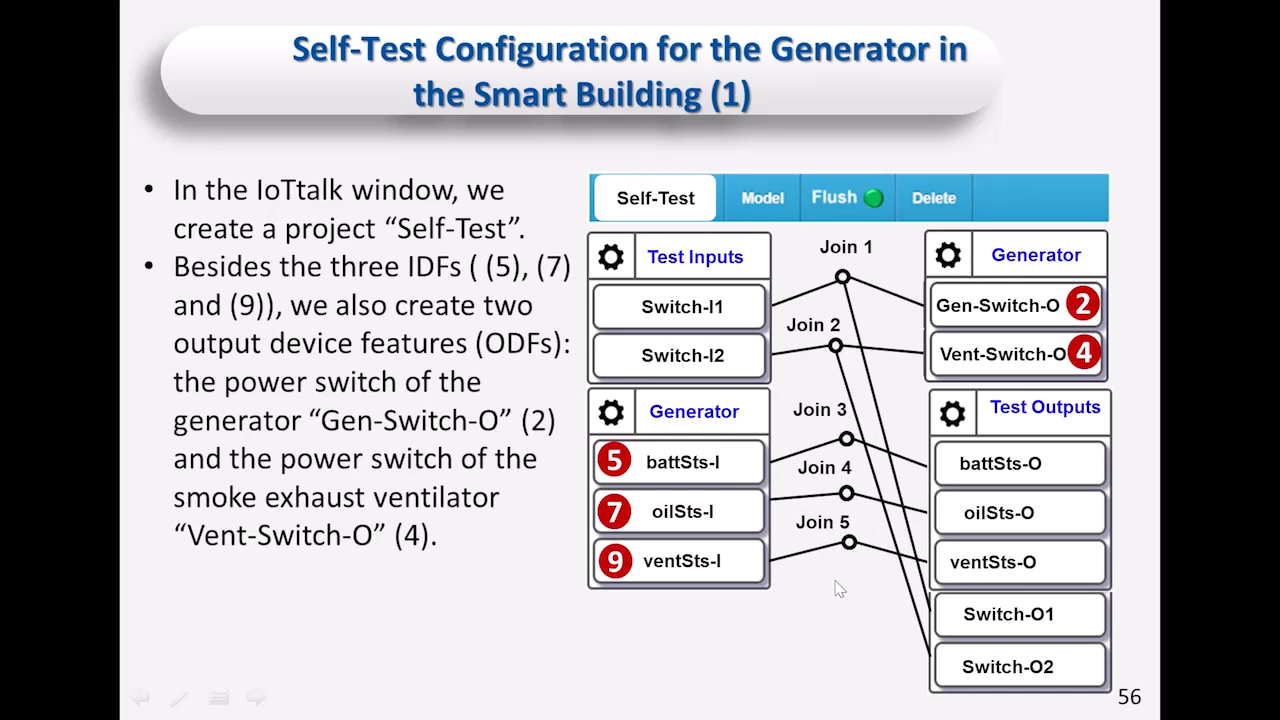 Self-Test Configuration for the Generator in
the Smart Building (1)
• In the IoTtalk window, we
create a project “Self-Test”.
• Besides the three IDFs ( (5), (7)
and (9)), we also create two
output device features (ODFs):
the power switch of the
generator “Gen-Switch-O” (2)
and the power switch of the
smoke exhaust ventilator
“Vent-Switch-O” (4).
Self-Test
Model
Flush
Delete
Test Inputs
Switch-I1
Switch-I2
Generator
5 battSts-I
7 oilSts-I
9 ventSts-I
Join 1
Join 2
Join 3
Join 4
Join 5
Generator
Gen-Switch-O 2
Vent-Switch-O 4
Test Outputs
battSts-O
oilSts-O
ventSts-O
Switch-O1
Switch-O2
56